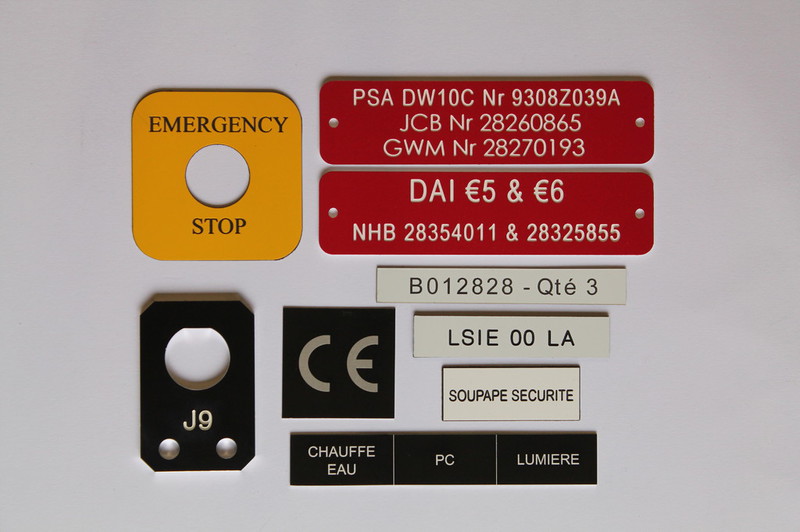 EMERGENCY
STOP
PSA DW10C Nr 9308Z039A
JCB Nr 28260865
GWM Nr 28270193
DAI €5 & €6
NHB 28354011 & 28325855
B012828 - Qté 3
LSIE 00 LA
SOUPAPE SECURITE
J9
CE
CHAUFFE
EAU
PC
LUMIERE